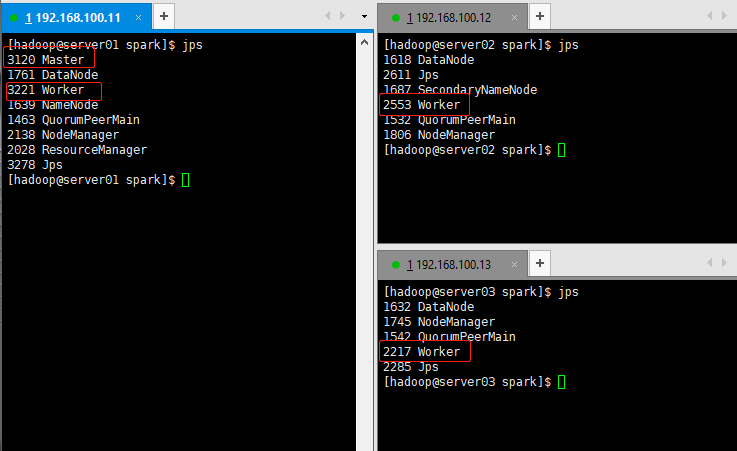 1 192.168.100.11
[hadoop@server01 spark]$ jps
3120 Master
1761 DataNode
3221 Worker
1639 NameNode
1463 QuorumPeerMain
2138 NodeManager
2028 ResourceManager
3278 Jps
[hadoop@server01 spark]$
1 192.168.100.12
[hadoop@server02 spark]$ jps
1618 DataNode
2611 Jps
1687 SecondaryNameNode
2553 Worker
1532 QuorumPeerMain
1806 NodeManager
[hadoop@server02 spark]$
1 192.168.100.13
[hadoop@server03 spark]$ jps
1632 DataNode
1745 NodeManager
1542 QuorumPeerMain
2217 Worker
2285 Jps
[hadoop@server03 spark]$